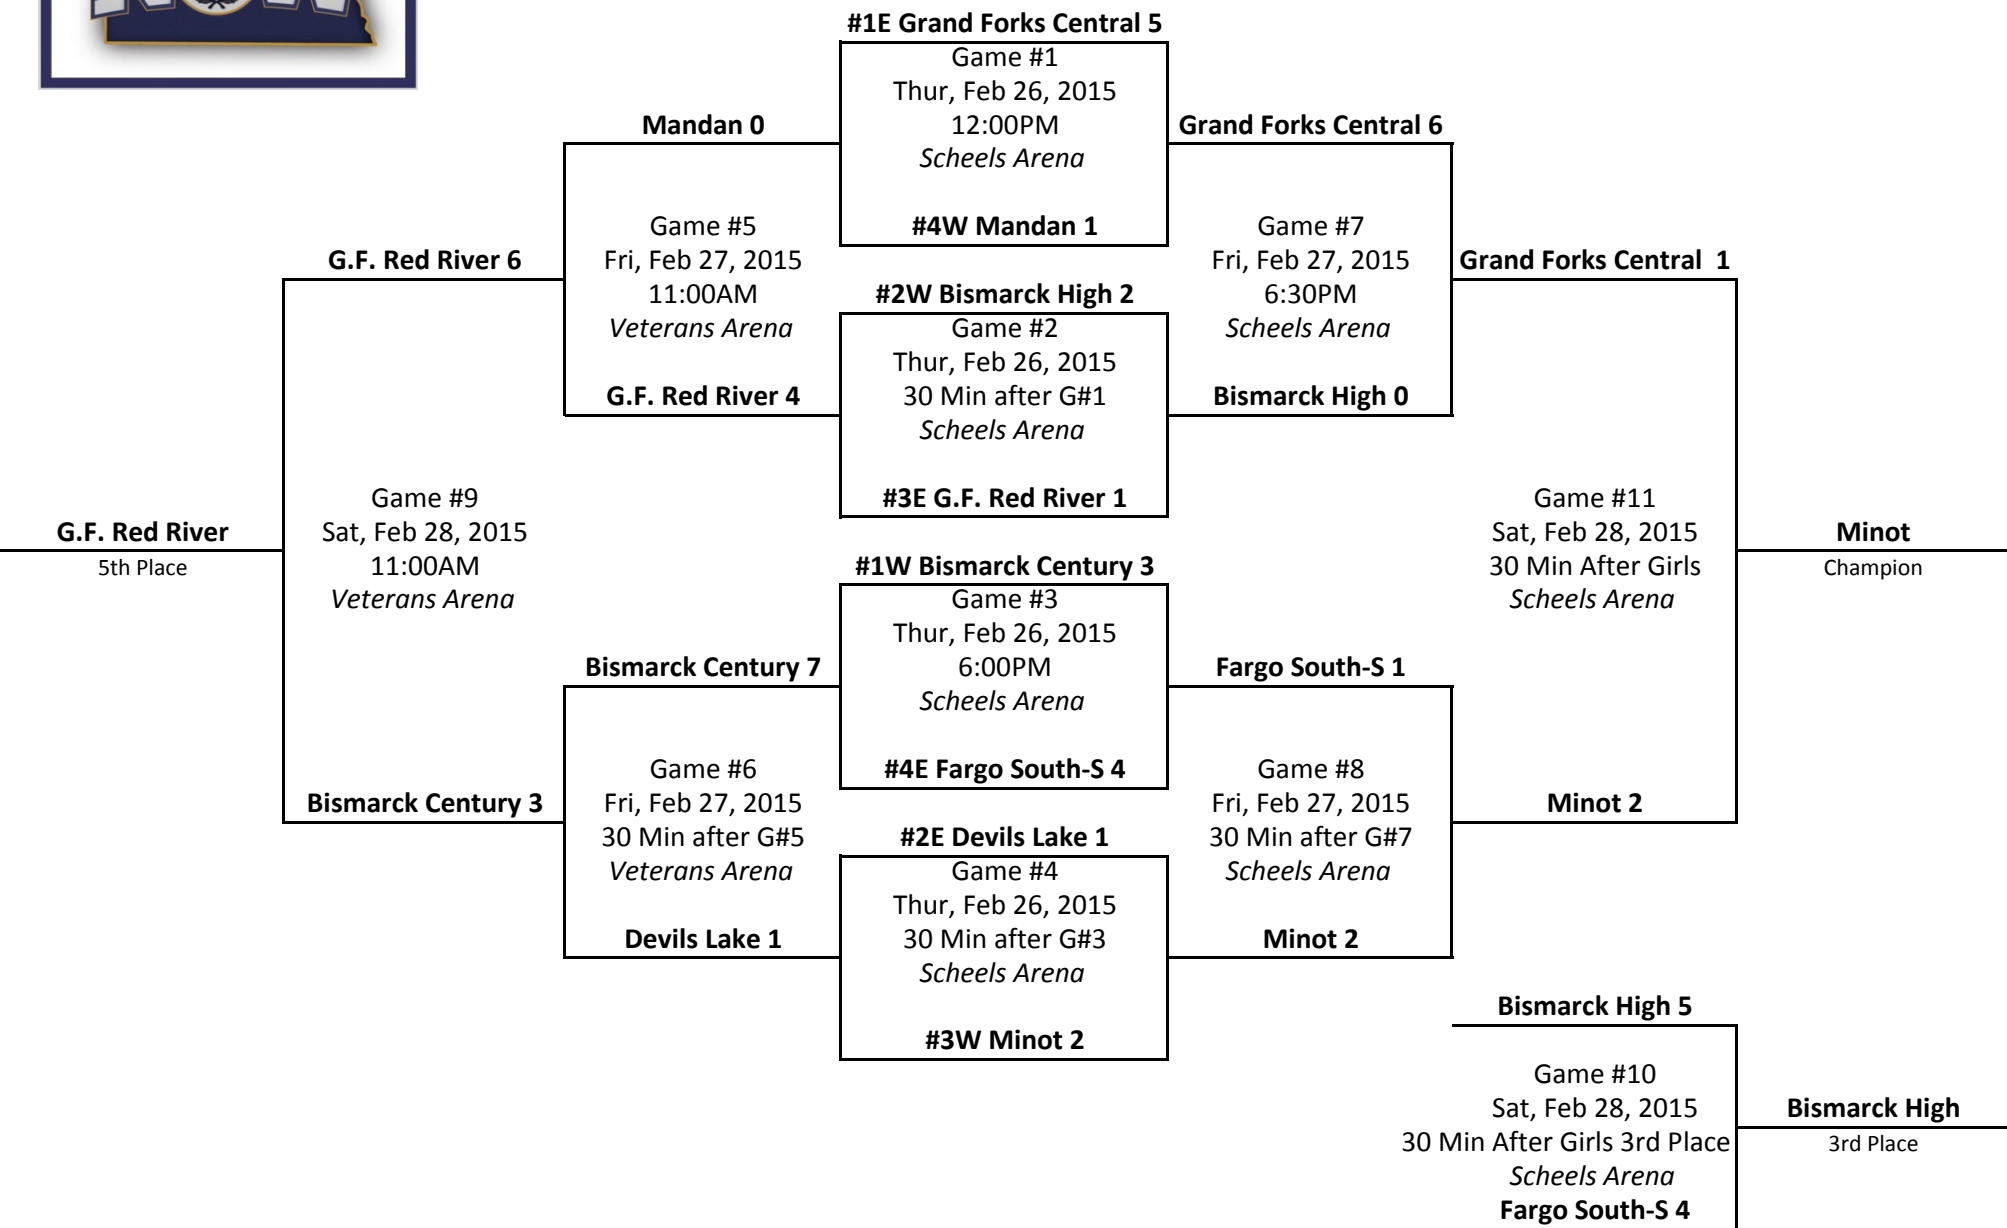 #1E Grand Forks Central 5
Game #1
Thur, Feb 26, 2015
12:00PM
Scheels Arena
#4W Mandan 1
Mandan 0
Game #5
Fri, Feb 27, 2015
11:00AM
Veterans Arena
G.F. Red River 4
Grand Forks Central 6
Game #7
Fri, Feb 27, 2015
6:30PM
Scheels Arena
Bismarck High 0
G.F. Red River 6
Grand Forks Central 1
#2W Bismarck High 2
Game #2
Thur, Feb 26, 2015
30 Min after G#1
Scheels Arena
#3E G.F. Red River 1
Game #9
Sat, Feb 28, 2015
11:00AM
Veterans Arena
G.F. Red River
5th Place
Game #11
Sat, Feb 28, 2015
30 Min After Girls
Scheels Arena
Minot
Champion
#1W Bismarck Century 3
Game #3
Thur, Feb 26, 2015
6:00PM
Scheels Arena
#4E Fargo South-S 4
Bismarck Century 7
Game #6
Fri, Feb 27, 2015
30 Min after G#5
Veterans Arena
Devils Lake 1
Fargo South-S 1
Game #8
Fri, Feb 27, 2015
30 Min after G#7
Scheels Arena
Minot 2
Bismarck Century 3
Minot 2
#2E Devils Lake 1
Game #4
Thur, Feb 26, 2015
30 Min after G#3
Scheels Arena
#3W Minot 2
Bismarck High 5
Game #10
Sat, Feb 28, 2015
30 Min After Girls 3rd Place
Scheels Arena
Fargo South-S 4
Bismarck High
3rd Place